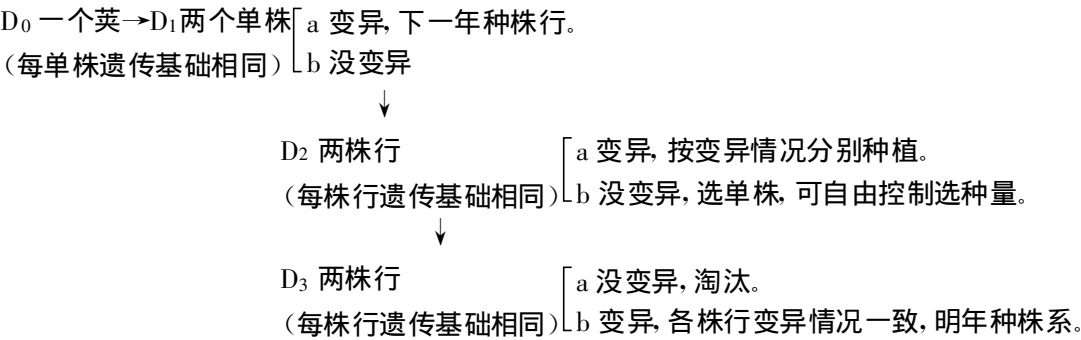 D₀ 一个荚→D₁两个单株 a 变异, 下一年种株行。
（每单株遗传基础相同） b 没变异
↓
D₂ 两株行 a 变异, 按变异情况分别种植。
（每株行遗传基础相同） b 没变异, 选单株, 可自由控制选种量。
↓
D₃ 两株行 a 没变异, 淘汰。
（每株行遗传基础相同） b 变异, 各株行变异情况一致, 明年种株系。